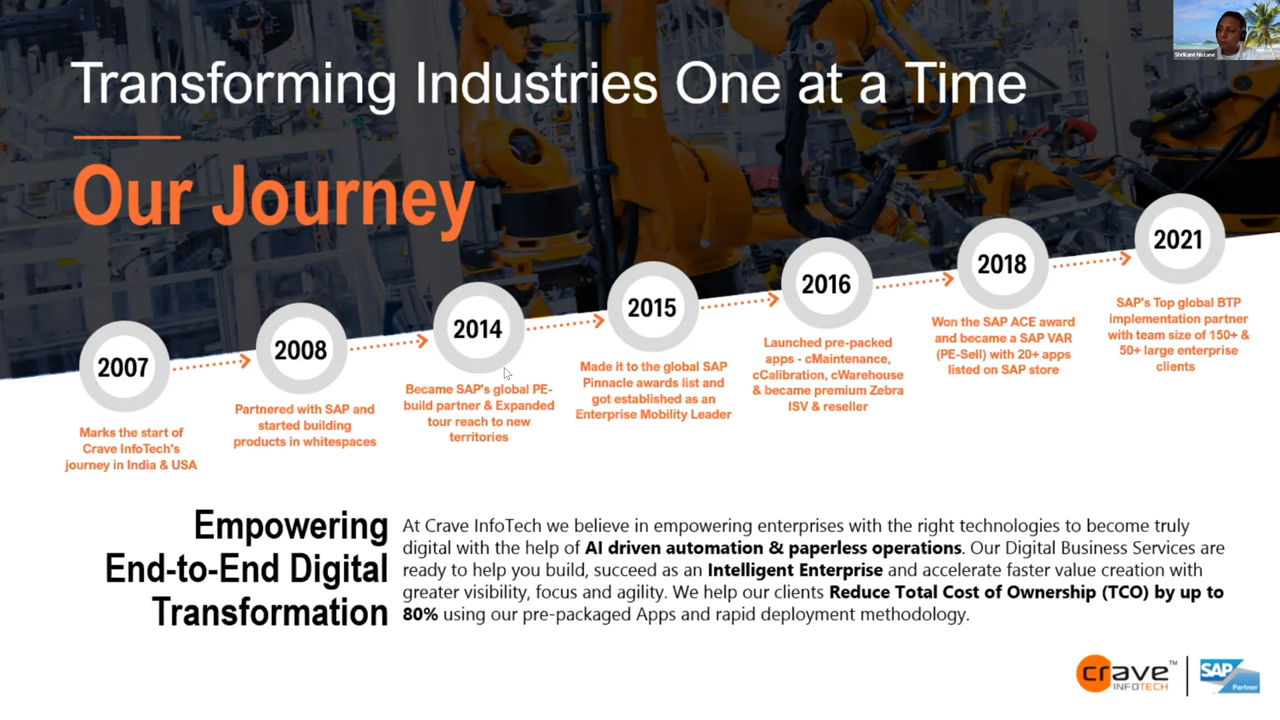 Shrikant Nistane
Transforming Industries One at a Time
Our Journey
2007
Marks the start of
Crave InfoTech's
journey in India & USA
2008
Partnered with SAP and
started building
products in whitespaces
2014
Became SAP's global PE-
build partner & Expanded
tour reach to new
territories
2015
Made it to the global SAP
Pinnacle awards list and
got established as an
Enterprise Mobility Leader
2016
Launched pre-packed
apps - cMaintenance,
cCalibration, cWarehouse
& became premium Zebra
ISV & reseller
2018
Won the SAP ACE award
and became a SAP VAR
(PE-Sell) with 20+ apps
listed on SAP store
2021
SAP's Top global BTP
implementation partner
with team size of 150+ &
50+ large enterprise
clients
Empowering
End-to-End Digital
Transformation
At Crave InfoTech we believe in empowering enterprises with the right technologies to become truly
digital with the help of AI driven automation & paperless operations. Our Digital Business Services are
ready to help you build, succeed as an Intelligent Enterprise and accelerate faster value creation with
greater visibility, focus and agility. We help our clients Reduce Total Cost of Ownership (TCO) by up to
80% using our pre-packaged Apps and rapid deployment methodology.
crave™
INFOTECH
SAP
Partner